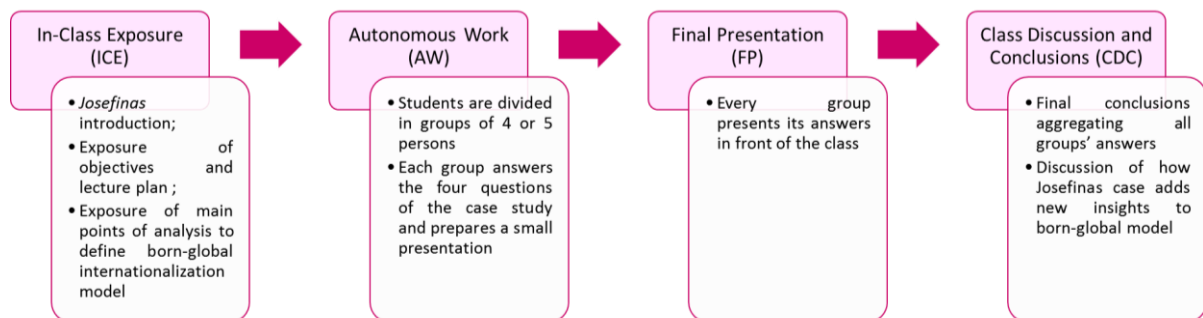 In-Class Exposure
(ICE)
• Josefinas
introduction;
• Exposure of
objectives and
lecture plan ;
• Exposure of main
points of analysis to
define born-global
internationalization
model
Autonomous Work
(AW)
• Students are divided
in groups of 4 or 5
persons
• Each group answers
the four questions
of the case study
and prepares a small
presentation
Final Presentation
(FP)
• Every group
presents its answers
in front of the class
Class Discussion and
Conclusions (CDC)
• Final conclusions
aggregating all
groups’ answers
• Discussion of how
Josefinas case adds
new insights to
born-global model